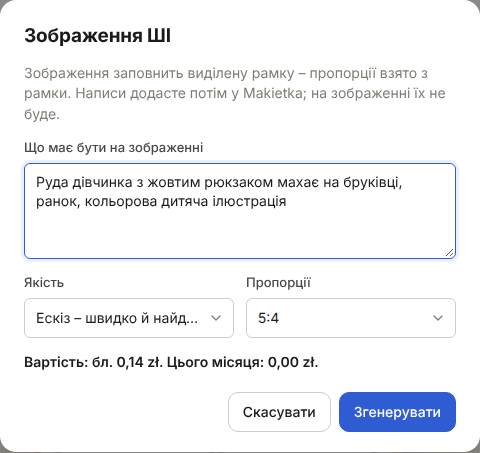 Зображення ШІ
Зображення заповнить виділену рамку – пропорції взято з
рамки. Написи додасте потім у Makietka; на зображенні їх не
буде.
Що має бути на зображенні
Руда дівчинка з жовтим рюкзаком махає на бруківці,
ранок, кольорова дитяча ілюстрація
Якість
Пропорції
Ескіз – швидко й найд...
5:4
Вартість: бл. 0,14 zł. Цього місяця: 0,00 zł.
Скасувати
Згенерувати